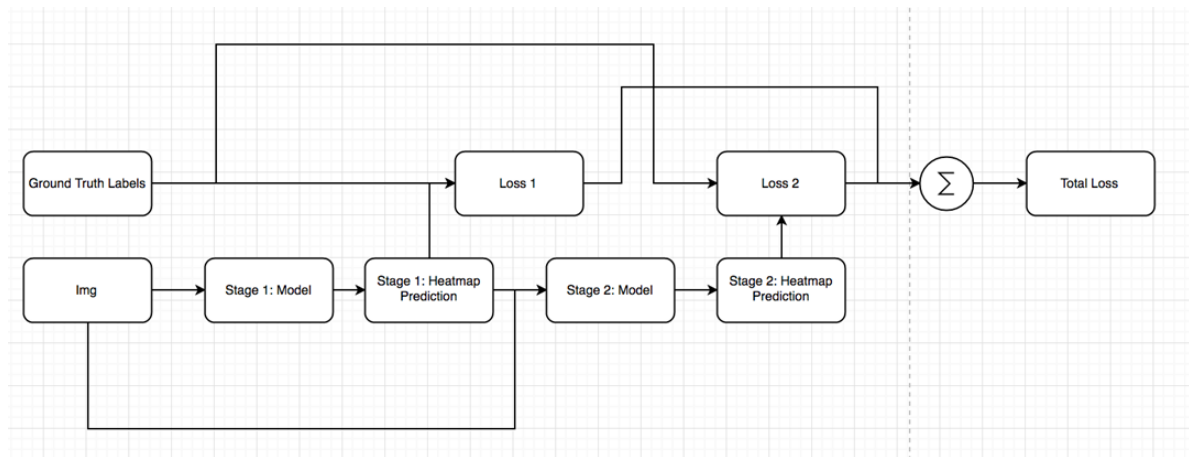 Ground Truth Labels
Loss 1
Loss 2
Σ
Total Loss
Img
Stage 1: Model
Stage 1: Heatmap
Prediction
Stage 2: Model
Stage 2: Heatmap
Prediction